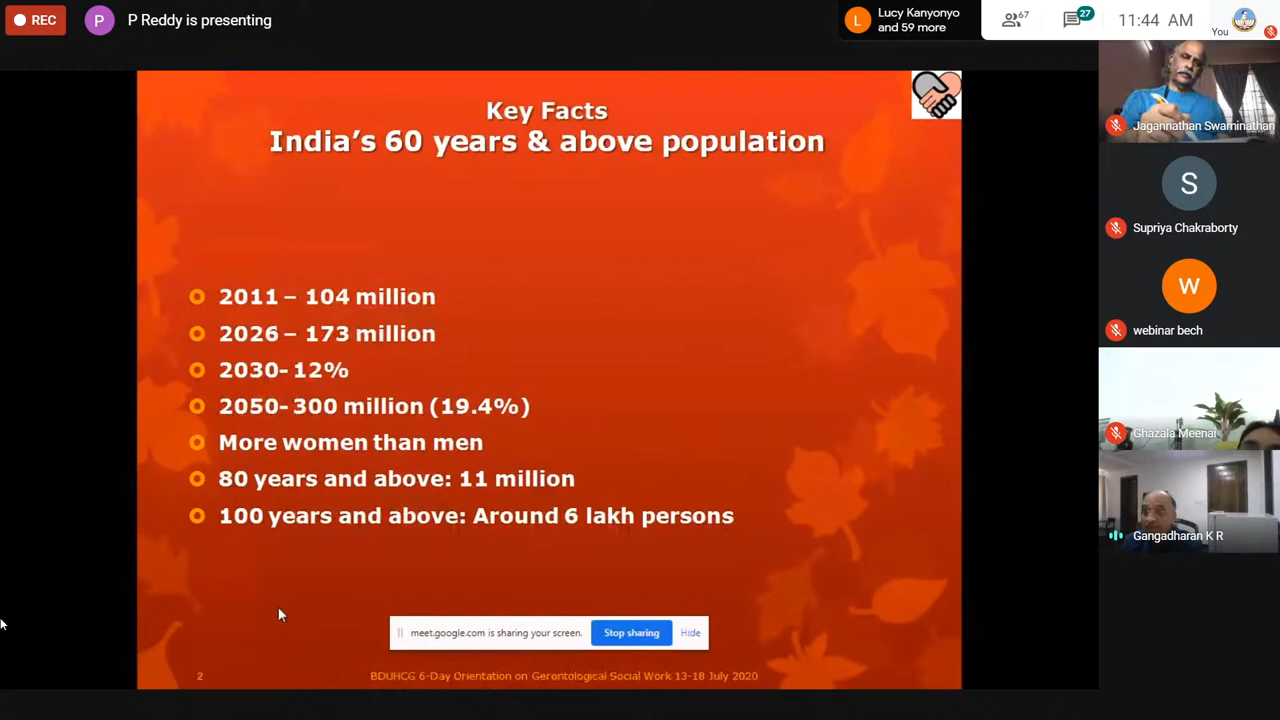 REC
P
P Reddy is presenting
L
Lucy Kanyonyo
and 59 more
67
27
11:44 AM
You
Key Facts
India's 60 years & above population
2011 – 104 million
2026 – 173 million
2030- 12%
2050- 300 million (19.4%)
More women than men
80 years and above: 11 million
100 years and above: Around 6 lakh persons
meet.google.com is sharing your screen.
Stop sharing
Hide
2
BDUHCG 6-Day Orientation on Gerontological Social Work 13-18 July 2020
Jagannathan Swaminathan
S
Supriya Chakraborty
W
webinar bech
Ghazala Meenai
Gangadharan K R